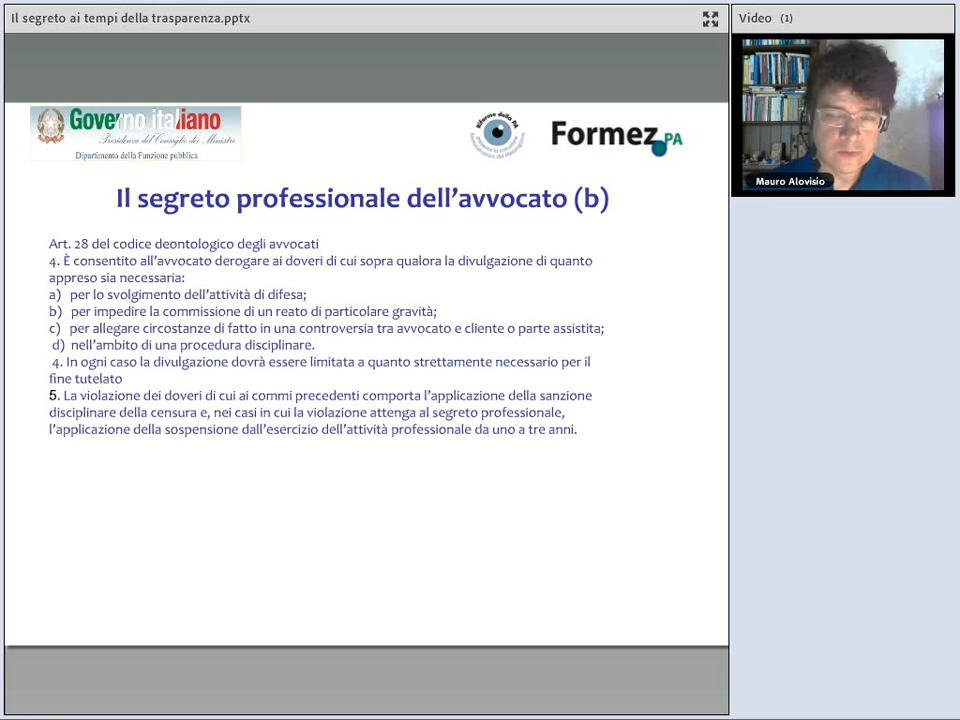 Il segreto ai tempi della trasparenza.pptx
Video (1)
Mauro Alovisio
Governo italiano
Presidenza del Consiglio dei Ministri
Dipartimento della Funzione pubblica
Riforme della PA
Formez PA
Il segreto professionale dell’avvocato (b)
Art. 28 del codice deontologico degli avvocati
4. È consentito all’avvocato derogare ai doveri di cui sopra qualora la divulgazione di quanto
appreso sia necessaria:
a) per lo svolgimento dell’attività di difesa;
b) per impedire la commissione di un reato di particolare gravità;
c) per allegare circostanze di fatto in una controversia tra avvocato e cliente o parte assistita;
d) nell’ambito di una procedura disciplinare.
4. In ogni caso la divulgazione dovrà essere limitata a quanto strettamente necessario per il
fine tutelato
5. La violazione dei doveri di cui ai commi precedenti comporta l’applicazione della sanzione
disciplinare della censura e, nei casi in cui la violazione attenga al segreto professionale,
l’applicazione della sospensione dall’esercizio dell’attività professionale da uno a tre anni.